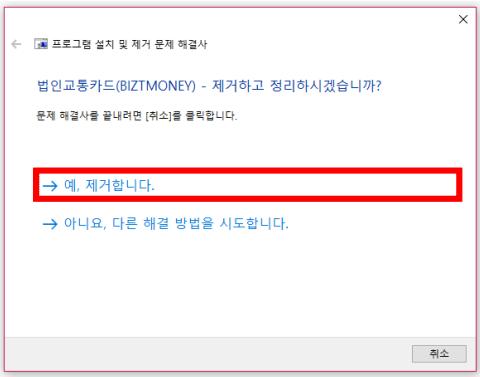 프로그램 설치 및 제거 문제 해결사
법인교통카드(BIZTMONEY) - 제거하고 정리하시겠습니까?
문제 해결사를 끝내려면 [취소]를 클릭합니다.
→ 예, 제거합니다.
→ 아니요, 다른 해결 방법을 시도합니다.
취소